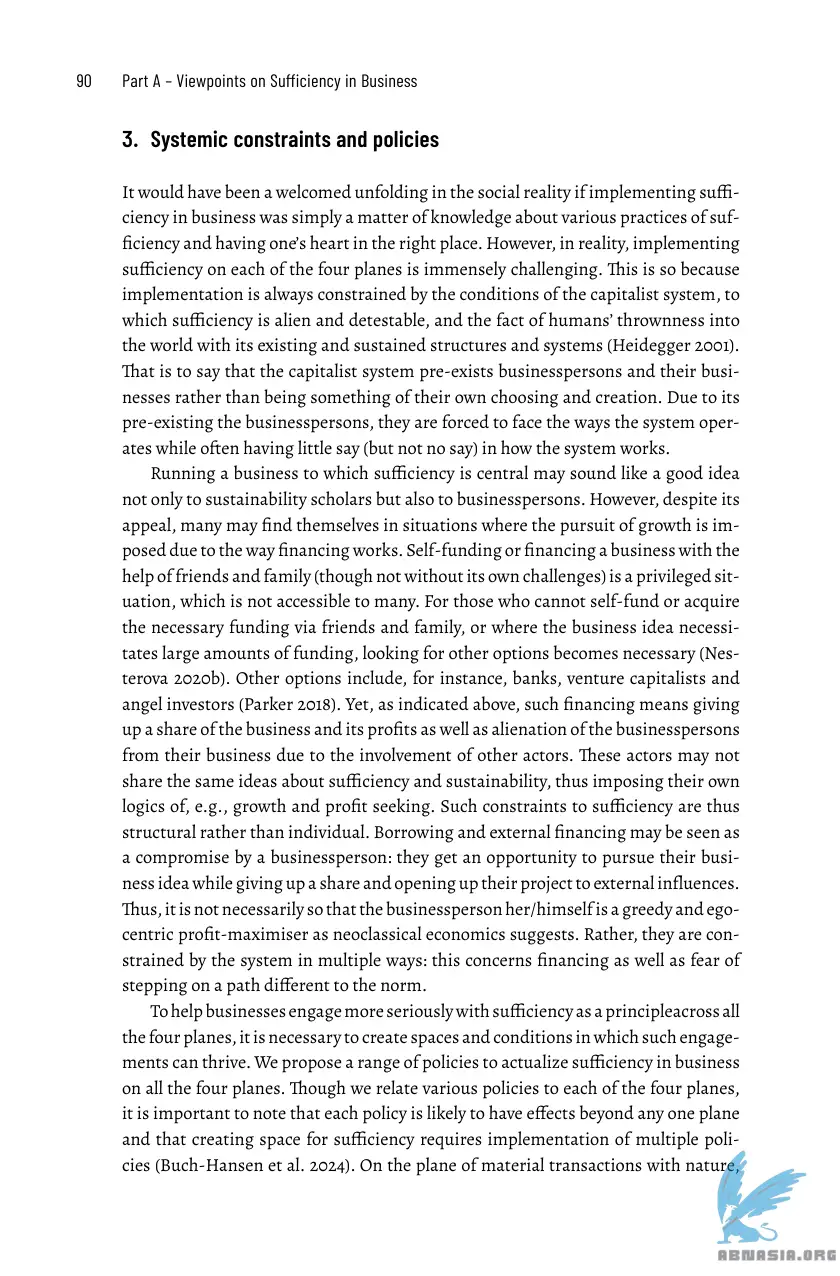 90 Part A – Viewpoints on Sufficiency in Business
3. Systemic constraints and policies
It would have been a welcomed unfolding in the social reality if implementing suffi-
ciency in business was simply a matter of knowledge about various practices of suf-
ficiency and having one’s heart in the right place. However, in reality, implementing
sufficiency on each of the four planes is immensely challenging. This is so because
implementation is always constrained by the conditions of the capitalist system, to
which sufficiency is alien and detestable, and the fact of humans’ thrownness into
the world with its existing and sustained structures and systems (Heidegger 2001).
That is to say that the capitalist system pre-exists businesspersons and their busi-
nesses rather than being something of their own choosing and creation. Due to its
pre-existing the businesspersons, they are forced to face the ways the system oper-
ates while often having little say (but not no say) in how the system works.
Running a business to which sufficiency is central may sound like a good idea
not only to sustainability scholars but also to businesspersons. However, despite its
appeal, many may find themselves in situations where the pursuit of growth is im-
posed due to the way financing works. Self-funding or financing a business with the
help of friends and family (though not without its own challenges) is a privileged sit-
uation, which is not accessible to many. For those who cannot self-fund or acquire
the necessary funding via friends and family, or where the business idea necessi-
tates large amounts of funding, looking for other options becomes necessary (Nes-
terova 2020b). Other options include, for instance, banks, venture capitalists and
angel investors (Parker 2018). Yet, as indicated above, such financing means giving
up a share of the business and its profits as well as alienation of the businesspersons
from their business due to the involvement of other actors. These actors may not
share the same ideas about sufficiency and sustainability, thus imposing their own
logics of, e.g., growth and profit seeking. Such constraints to sufficiency are thus
structural rather than individual. Borrowing and external financing may be seen as
a compromise by a businessperson: they get an opportunity to pursue their busi-
ness idea while giving up a share and opening up their project to external influences.
Thus, it is not necessarily so that the businessperson her/himself is a greedy and ego-
centric profit-maximiser as neoclassical economics suggests. Rather, they are con-
strained by the system in multiple ways: this concerns financing as well as fear of
stepping on a path different to the norm.
To help businesses engage more seriously with sufficiency as a principleacross all
the four planes, it is necessary to create spaces and conditions in which such engage-
ments can thrive. We propose a range of policies to actualize sufficiency in business
on all the four planes. Though we relate various policies to each of the four planes,
it is important to note that each policy is likely to have effects beyond any one plane
and that creating space for sufficiency requires implementation of multiple poli-
cies (Buch-Hansen et al. 2024). On the plane of material transactions with nature,
ABNASIA.ORG